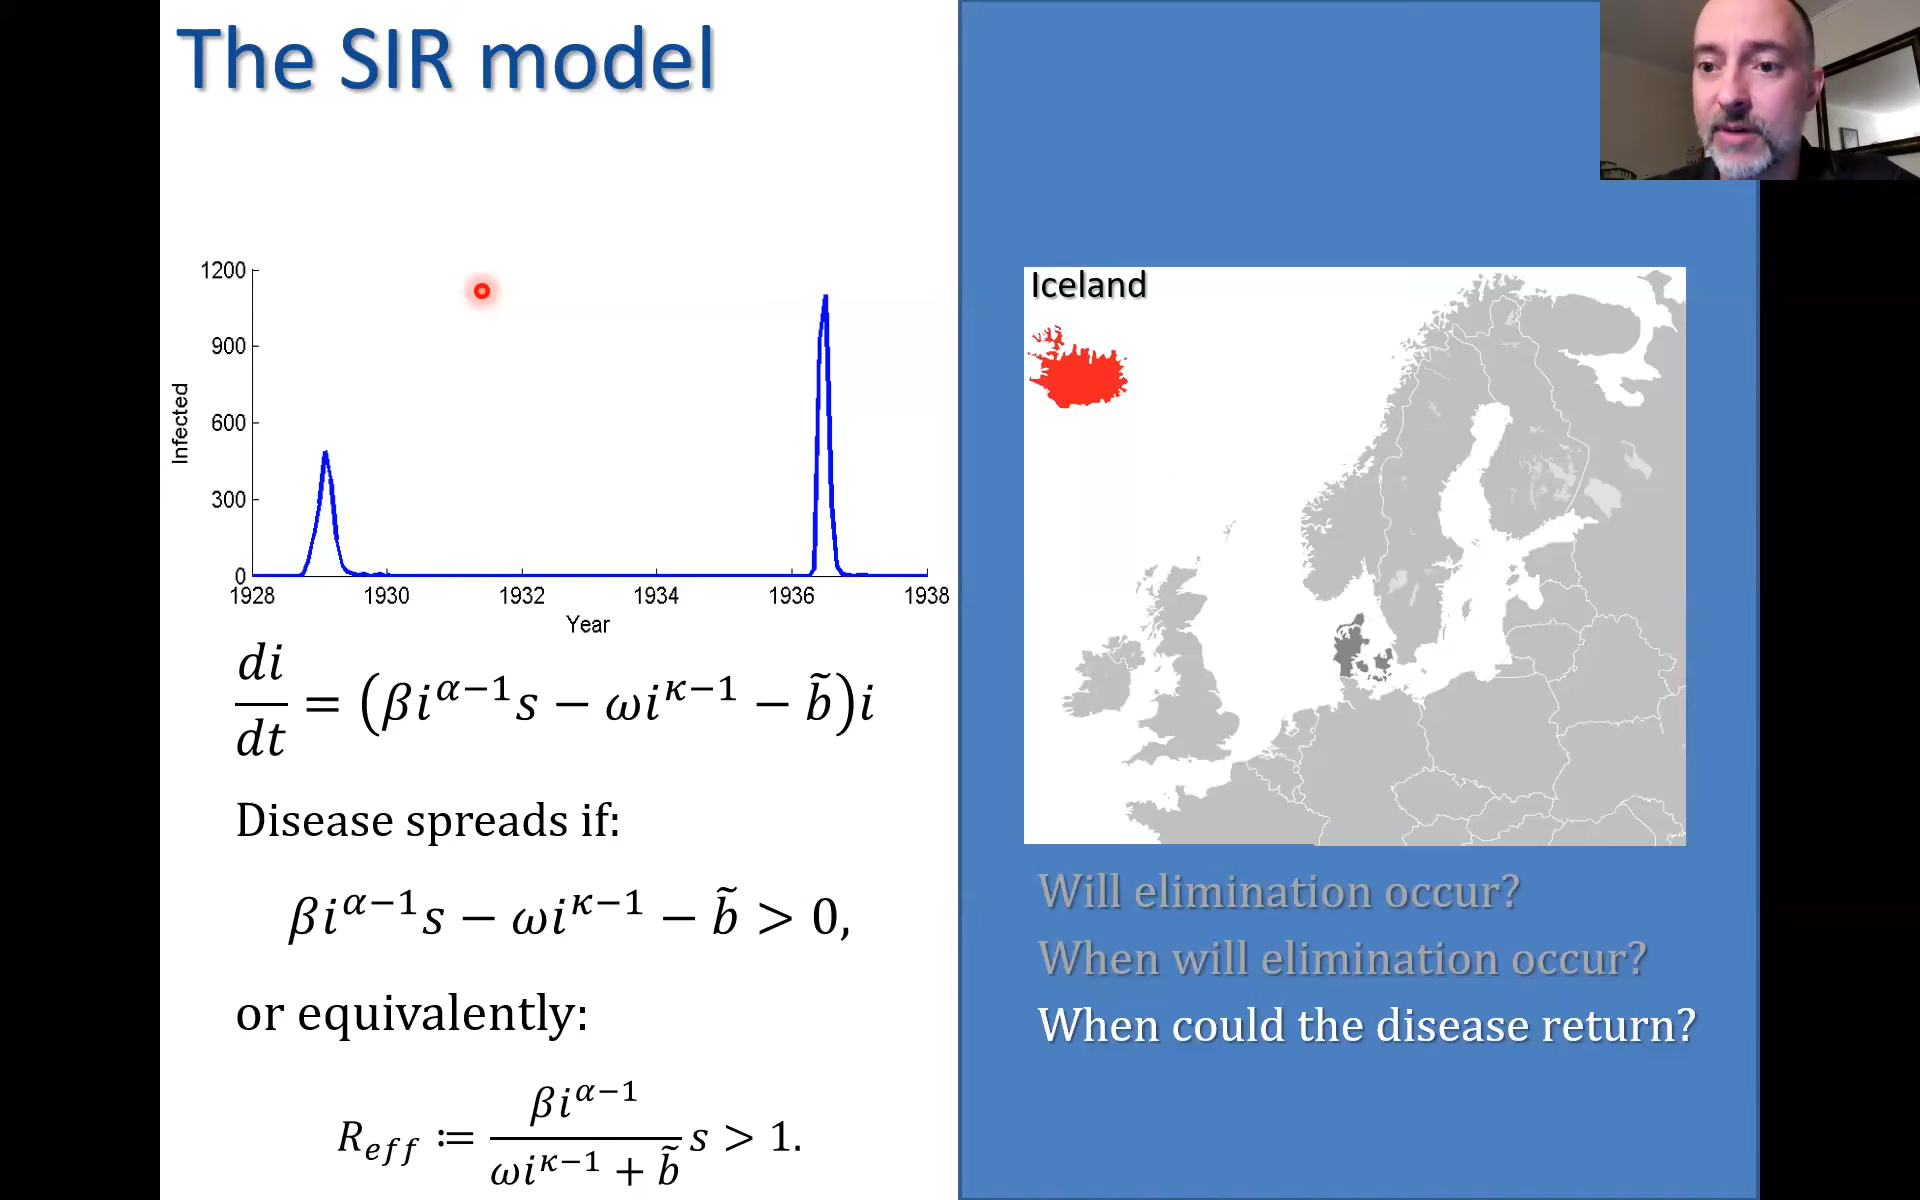 The SIR model
1200
900
600
300
0
Infected
1928 1930 1932 1934 1936 1938
Year
di/dt = (βi^{α−1}s − ωi^{κ−1} − b̃)i
Disease spreads if:
βi^{α−1}s − ωi^{κ−1} − b̃ > 0,
or equivalently:
R_{eff} ≔ βi^{α−1}/(ωi^{κ−1} + b̃) s > 1.
Iceland
Will elimination occur?
When will elimination occur?
When could the disease return?